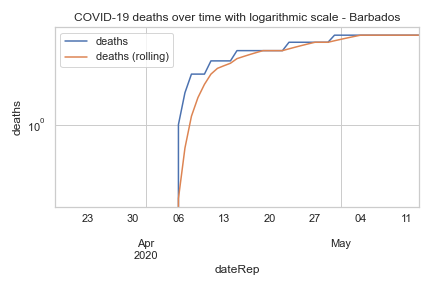 COVID-19 deaths over time with logarithmic scale - Barbados
deaths
deaths (rolling)
deaths
10⁰
23 30 06 13 20 27 04 11
Apr May
2020
dateRep